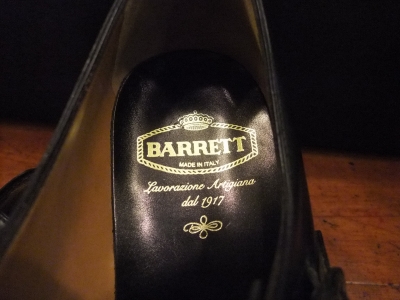 BARRETT
MADE IN ITALY
Lavorazione Artigiana
dal 1917